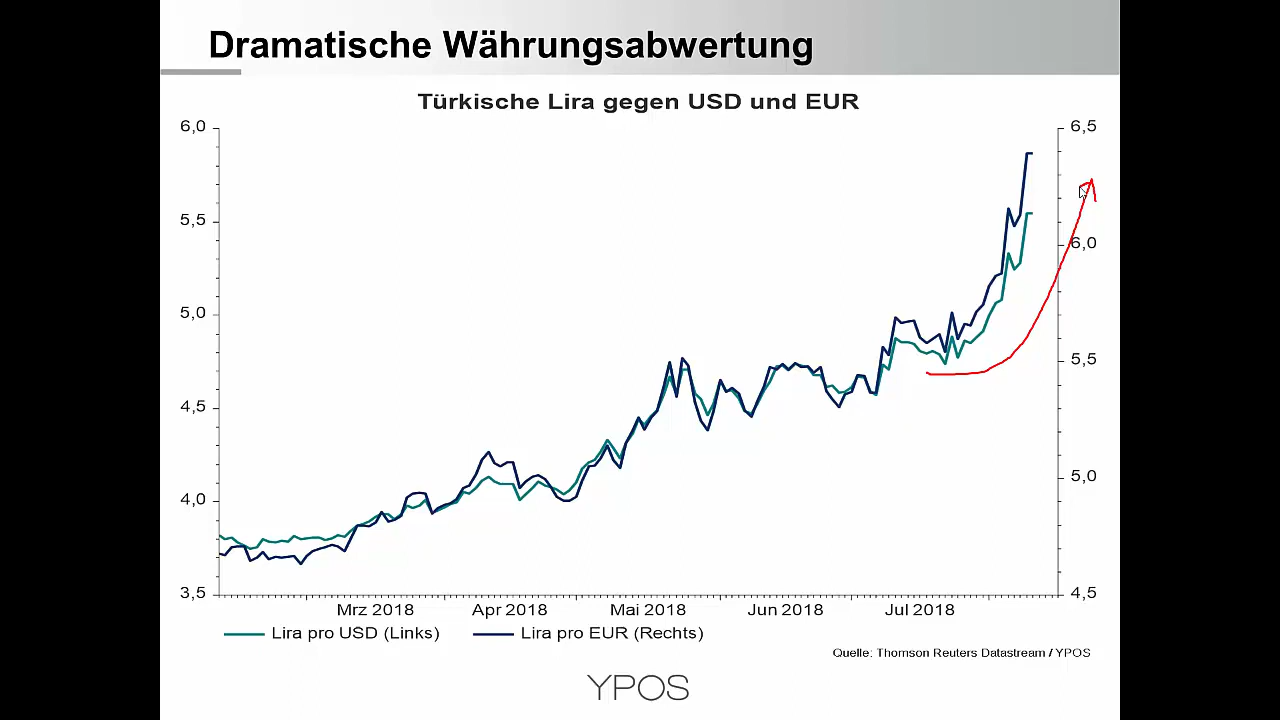 Dramatische Währungsabwertung
Türkische Lira gegen USD und EUR
6,0
5,5
5,0
4,5
4,0
3,5
6,5
6,0
5,5
5,0
4,5
Mrz 2018 Apr 2018 Mai 2018 Jun 2018 Jul 2018
Lira pro USD (Links) Lira pro EUR (Rechts)
Quelle: Thomson Reuters Datastream / YPOS
YPOS